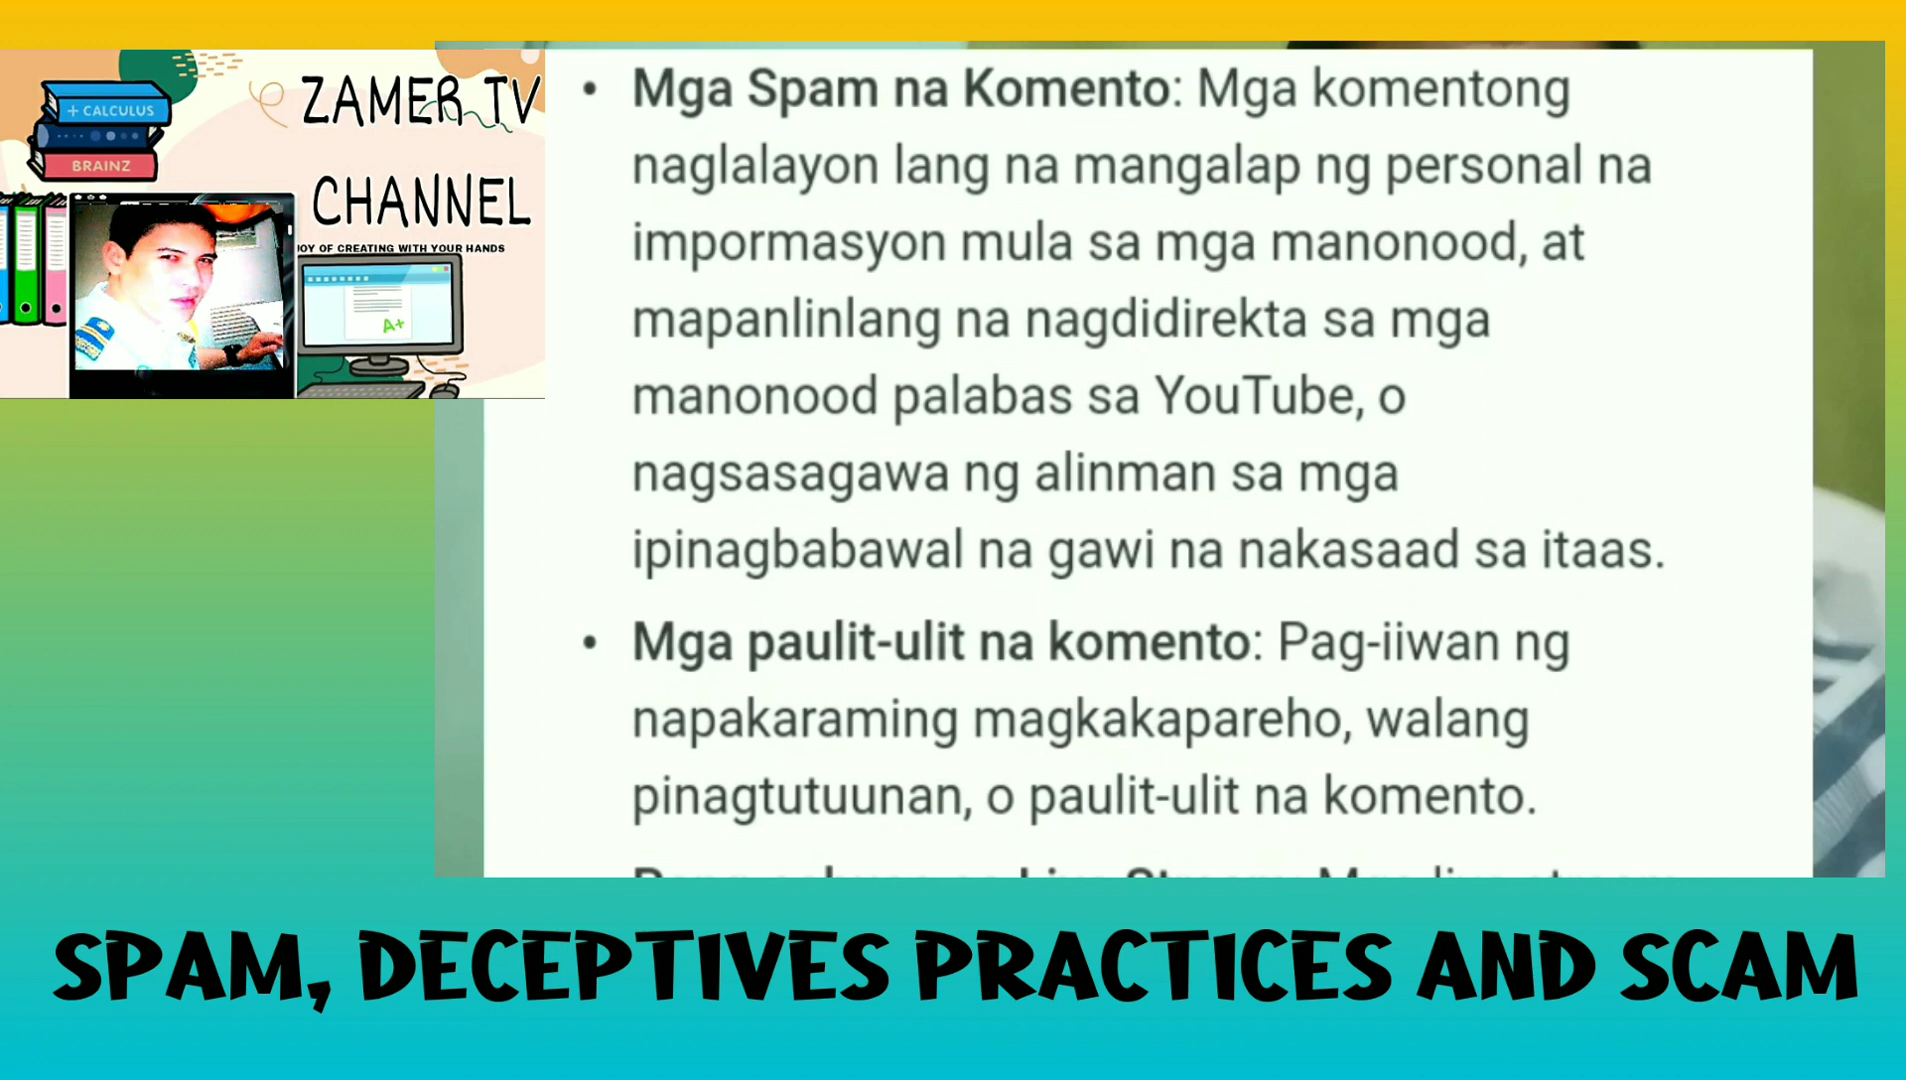 + CALCULUS
BRAINZ
ZAMER TV
CHANNEL
JOY OF CREATING WITH YOUR HANDS
A+
• Mga Spam na Komento: Mga komentong
naglalayon lang na mangalap ng personal na
impormasyon mula sa mga manonood, at
mapanlinlang na nagdidirekta sa mga
manonood palabas sa YouTube, o
nagsasagawa ng alinman sa mga
ipinagbabawal na gawi na nakasaad sa itaas.
• Mga paulit-ulit na komento: Pag-iiwan ng
napakaraming magkakapareho, walang
pinagtutuunan, o paulit-ulit na komento.
SPAM, DECEPTIVES PRACTICES AND SCAM